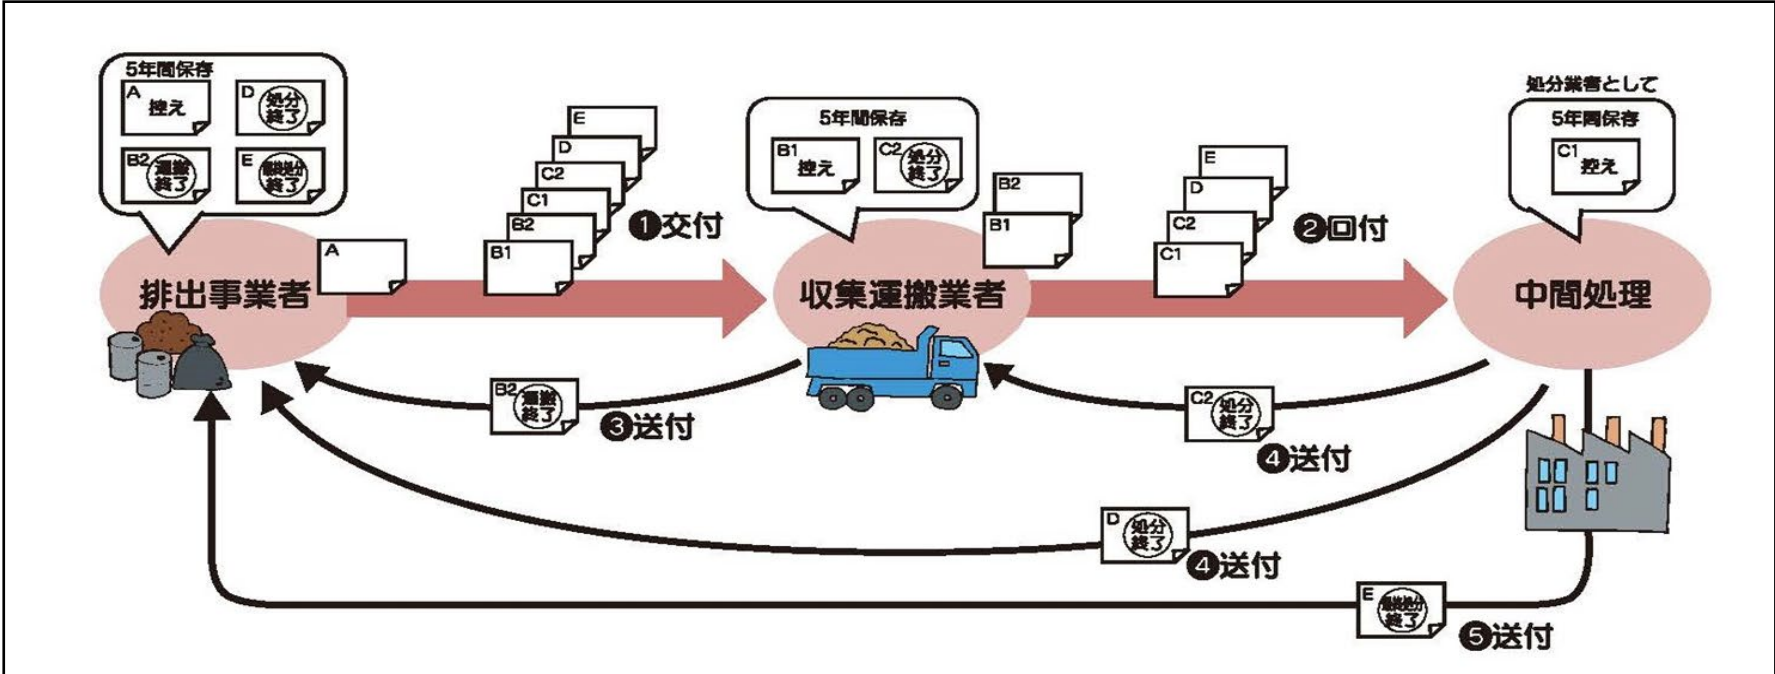 5年間保存
A
控え
D
処分
終了
B2
運搬
終了
E
最終処分
終了
排出事業者
A
E
D
C2
C1
B2
B1
❶交付
5年間保存
B1
控え
C2
処分
終了
収集運搬業者
B2
B1
E
D
C2
C1
❷回付
処分業者として
5年間保存
C1
控え
中間処理
B2
運搬
終了
❸送付
C2
処分
終了
❹送付
D
処分
終了
❹送付
E
最終処分
終了
❺送付